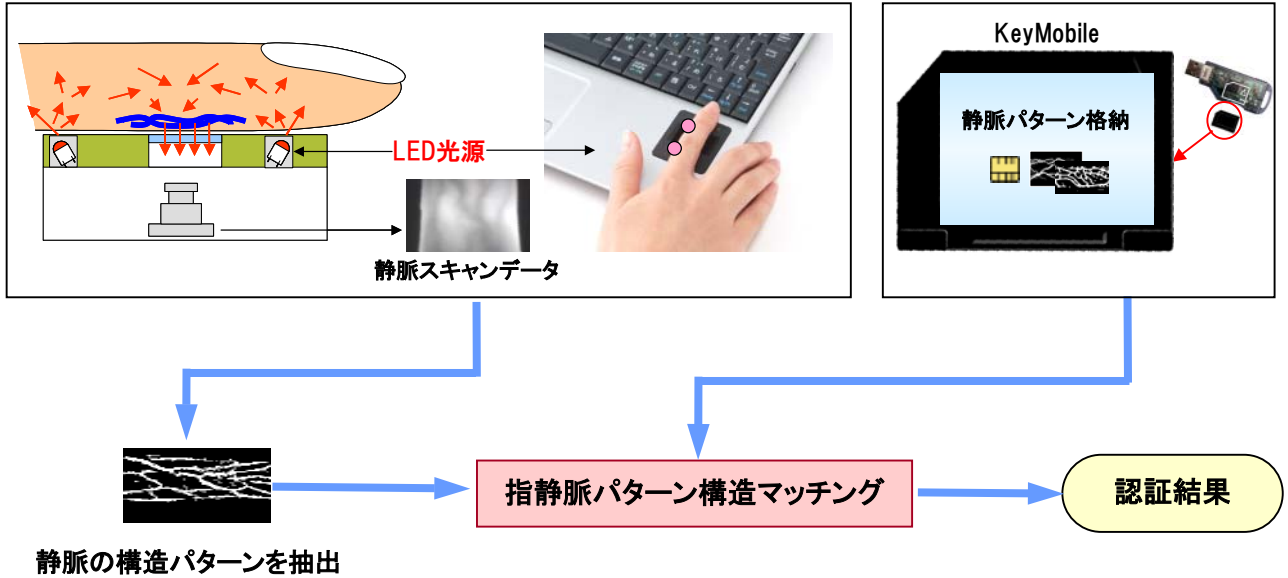 LED光源
静脈スキャンデータ
KeyMobile
静脈パターン格納
静脈の構造パターンを抽出
指静脈パターン構造マッチング
認証結果